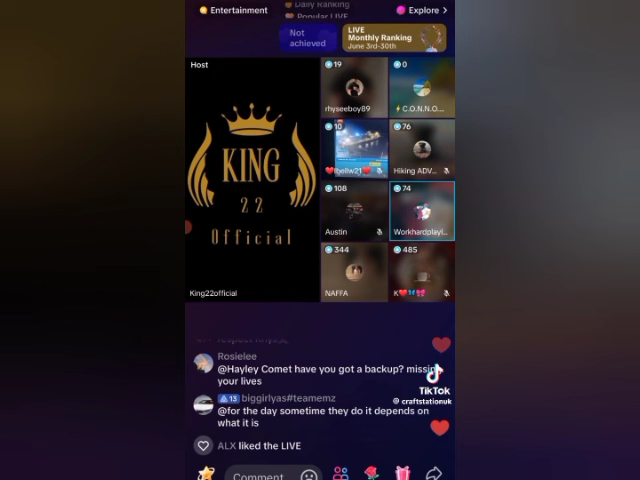 Daily Ranking
Entertainment
Popular LIVE
Explore
Not
achieved
LIVE
Monthly Ranking
June 3rd-30th
Host
19
rhyseeboy89
0
C.O.N.N.O...
10
76
Hiking ADV...
KING
22
Official
108
Austin
74
Workhardplayl...
King22official
344
NAFFA
485
K
Rosielee
@Hayley Comet have you got a backup?
your lives
TikTok
@craftstationuk
13 biggirlyas#teamemz
@for the day sometime they do it depends on
what it is
ALX liked the LIVE
Comment...